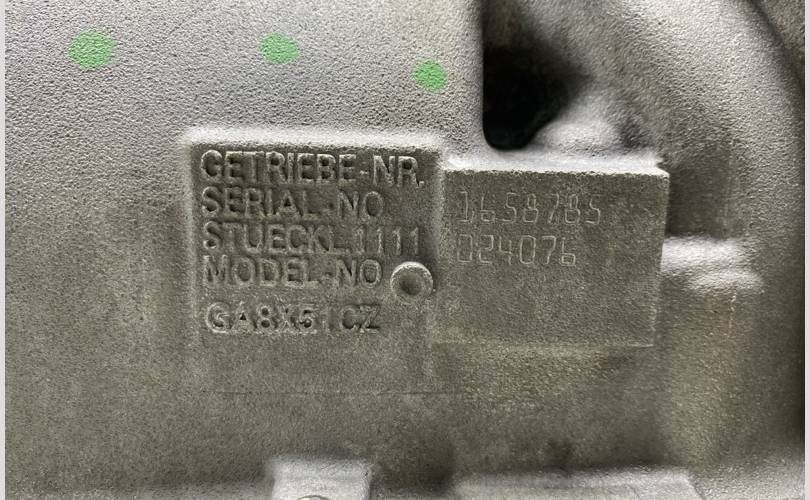 GETRIEBE-NR.
SERIAL-NO
STUECKL.1111
MODEL-NO
GA8X51CZ
1658785
024076